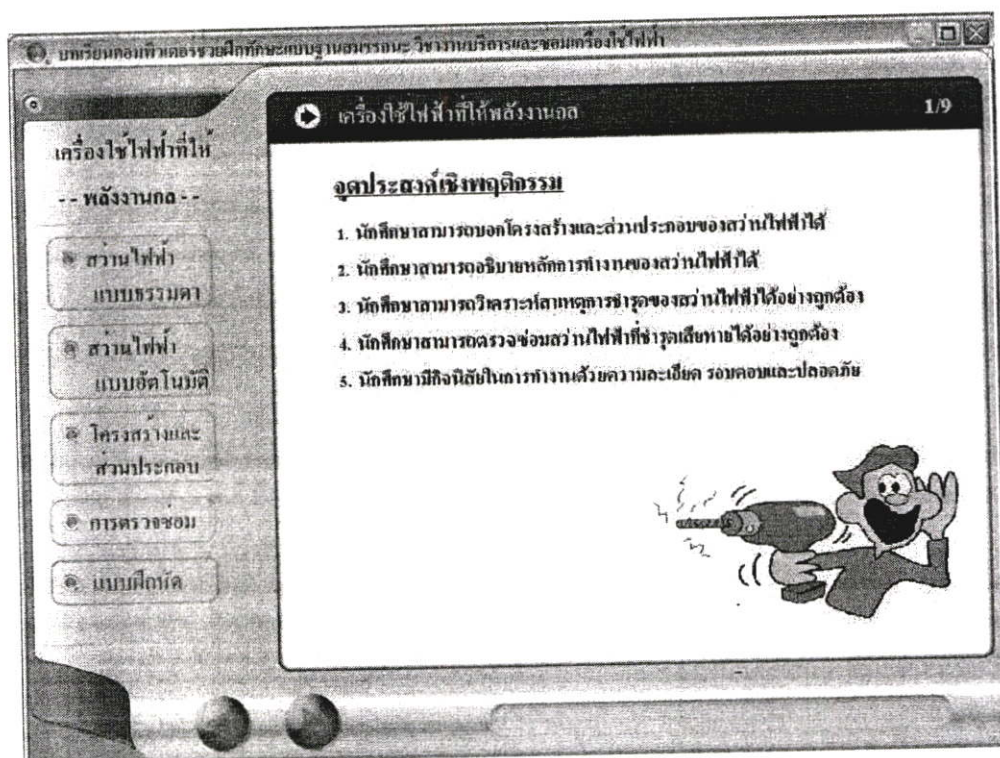 บทเรียนคอมพิวเตอร์ช่วยฝึกทักษะแบบฐานสมรรถนะ วิชางานบริการและซ่อมเครื่องใช้ไฟฟ้า
เครื่องใช้ไฟฟ้าที่ให้พลังงานกล
1/9
เครื่องใช้ไฟฟ้าที่ให้
- - พลังงานกล - -
สว่านไฟฟ้า
แบบธรรมดา
สว่านไฟฟ้า
แบบอัตโนมัติ
โครงสร้างและ
ส่วนประกอบ
การตรวจซ่อม
แบบฝึกหัด
จุดประสงค์เชิงพฤติกรรม
1. นักศึกษาสามารถบอกโครงสร้างและส่วนประกอบของสว่านไฟฟ้าได้
2. นักศึกษาสามารถอธิบายหลักการทำงานของสว่านไฟฟ้าได้
3. นักศึกษาสามารถวิเคราะห์สาเหตุการชำรุดของสว่านไฟฟ้าได้อย่างถูกต้อง
4. นักศึกษาสามารถตรวจซ่อมสว่านไฟฟ้าที่ชำรุดเสียหายได้อย่างถูกต้อง
5. นักศึกษามีกิจนิสัยในการทำงานด้วยความละเอียด รอบคอบและปลอดภัย